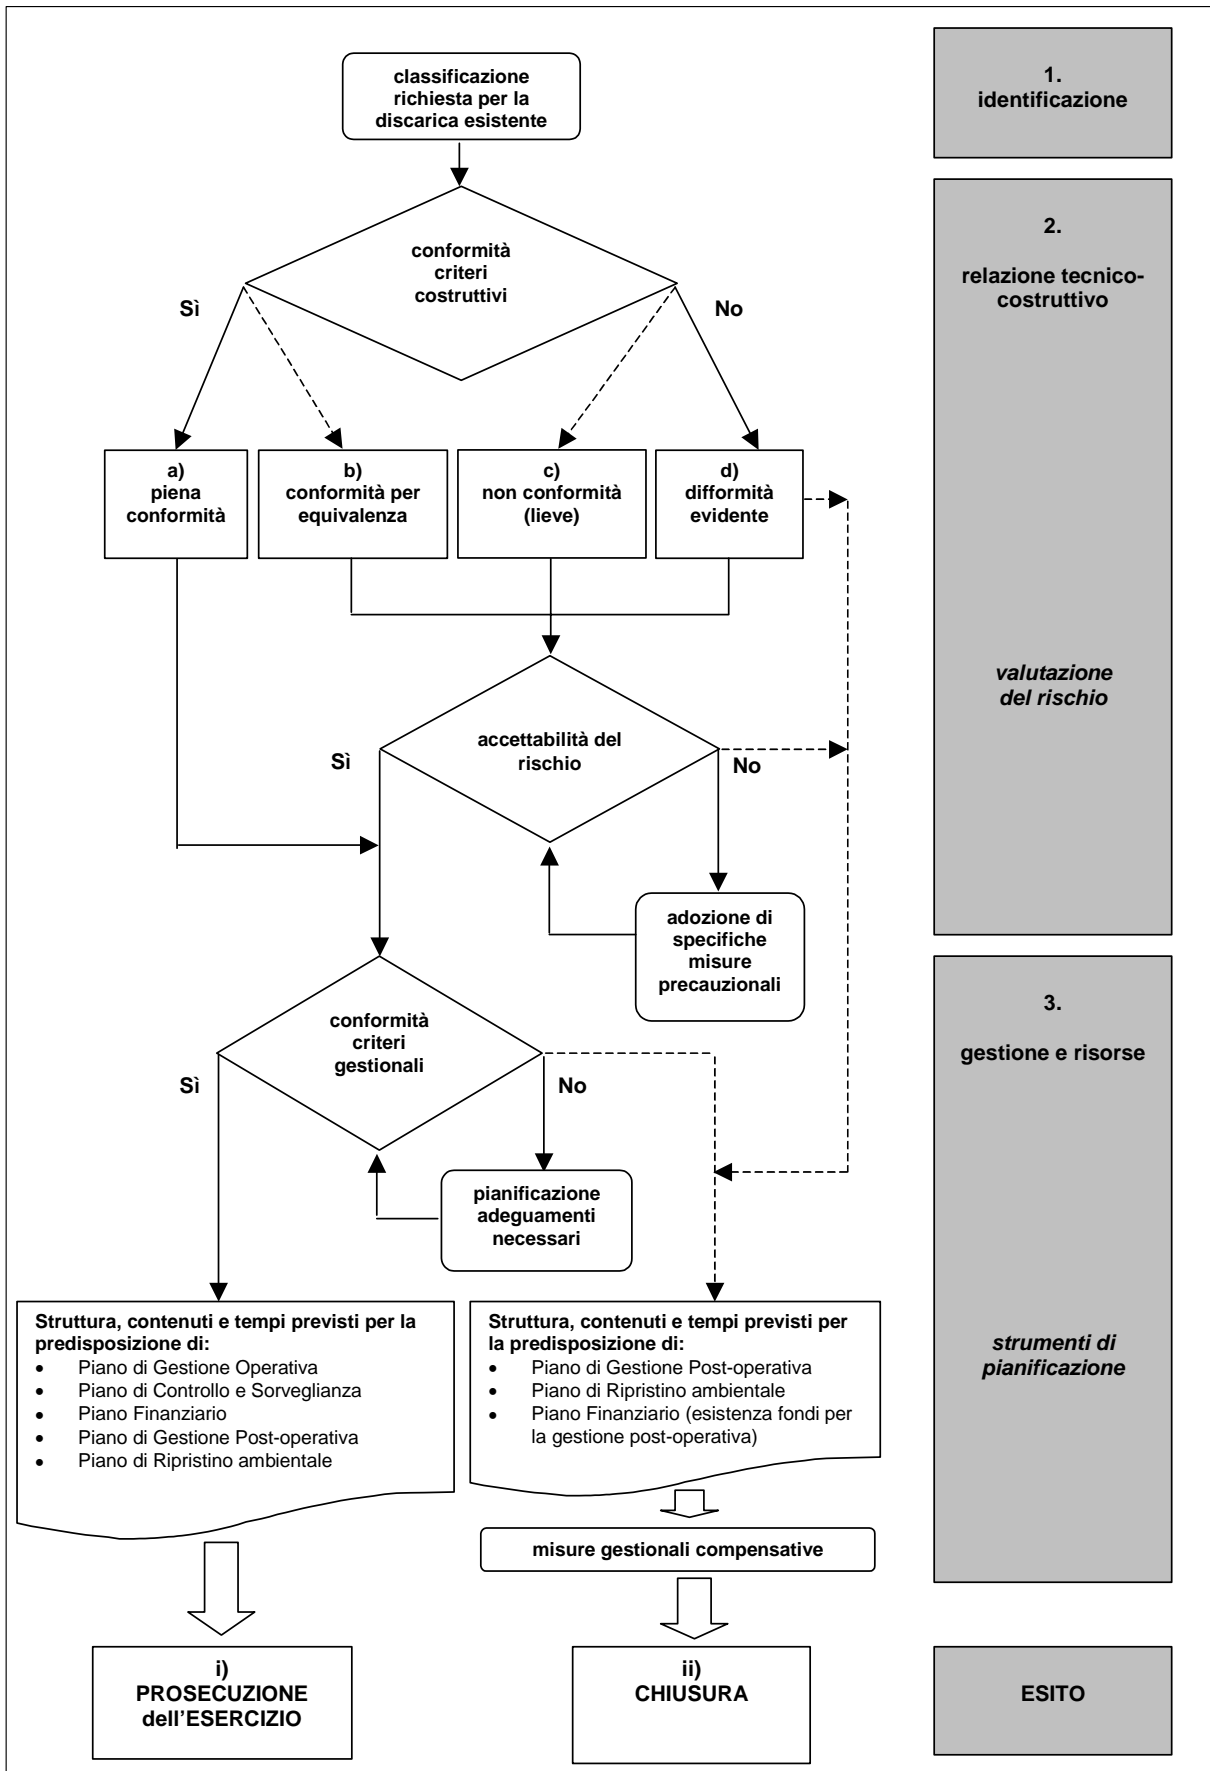 classificazione
richiesta per la
discarica esistente
1.
identificazione
conformità
criteri
costruttivi
Sì
No
2.
relazione tecnico-
costruttivo
a)
piena
conformità
b)
conformità per
equivalenza
c)
non conformità
(lieve)
d)
difformità
evidente
valutazione
del rischio
accettabilità del
rischio
Sì
No
adozione di
specifiche
misure
precauzionali
3.
gestione e risorse
conformità
criteri
gestionali
Sì
No
pianificazione
adeguamenti
necessari
Struttura, contenuti e tempi previsti per la
predisposizione di:
• Piano di Gestione Operativa
• Piano di Controllo e Sorveglianza
• Piano Finanziario
• Piano di Gestione Post-operativa
• Piano di Ripristino ambientale
Struttura, contenuti e tempi previsti per
la predisposizione di:
• Piano di Gestione Post-operativa
• Piano di Ripristino ambientale
• Piano Finanziario (esistenza fondi per
la gestione post-operativa)
strumenti di
pianificazione
misure gestionali compensative
i)
PROSECUZIONE
dell'ESERCIZIO
ii)
CHIUSURA
ESITO